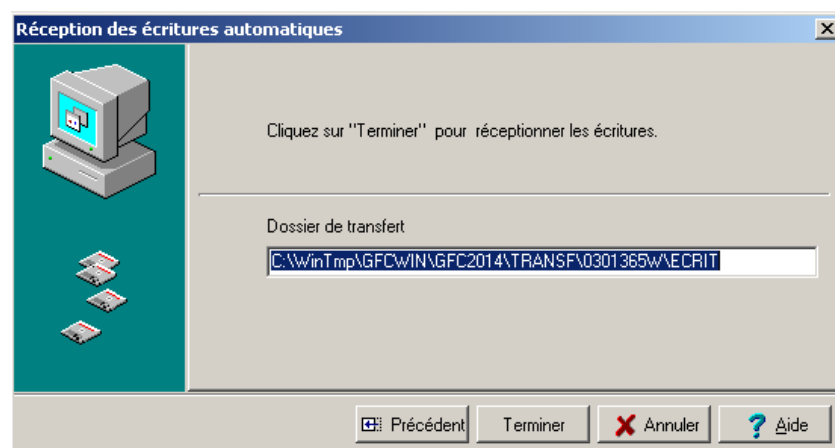 Réception des écritures automatiques
Cliquez sur "Terminer" pour réceptionner les écritures.
Dossier de transfert
C:\WinTmp\GFCWIN\GFC2014\TRANSF\0301365W\ECRIT
Précédent Terminer Annuler Aide